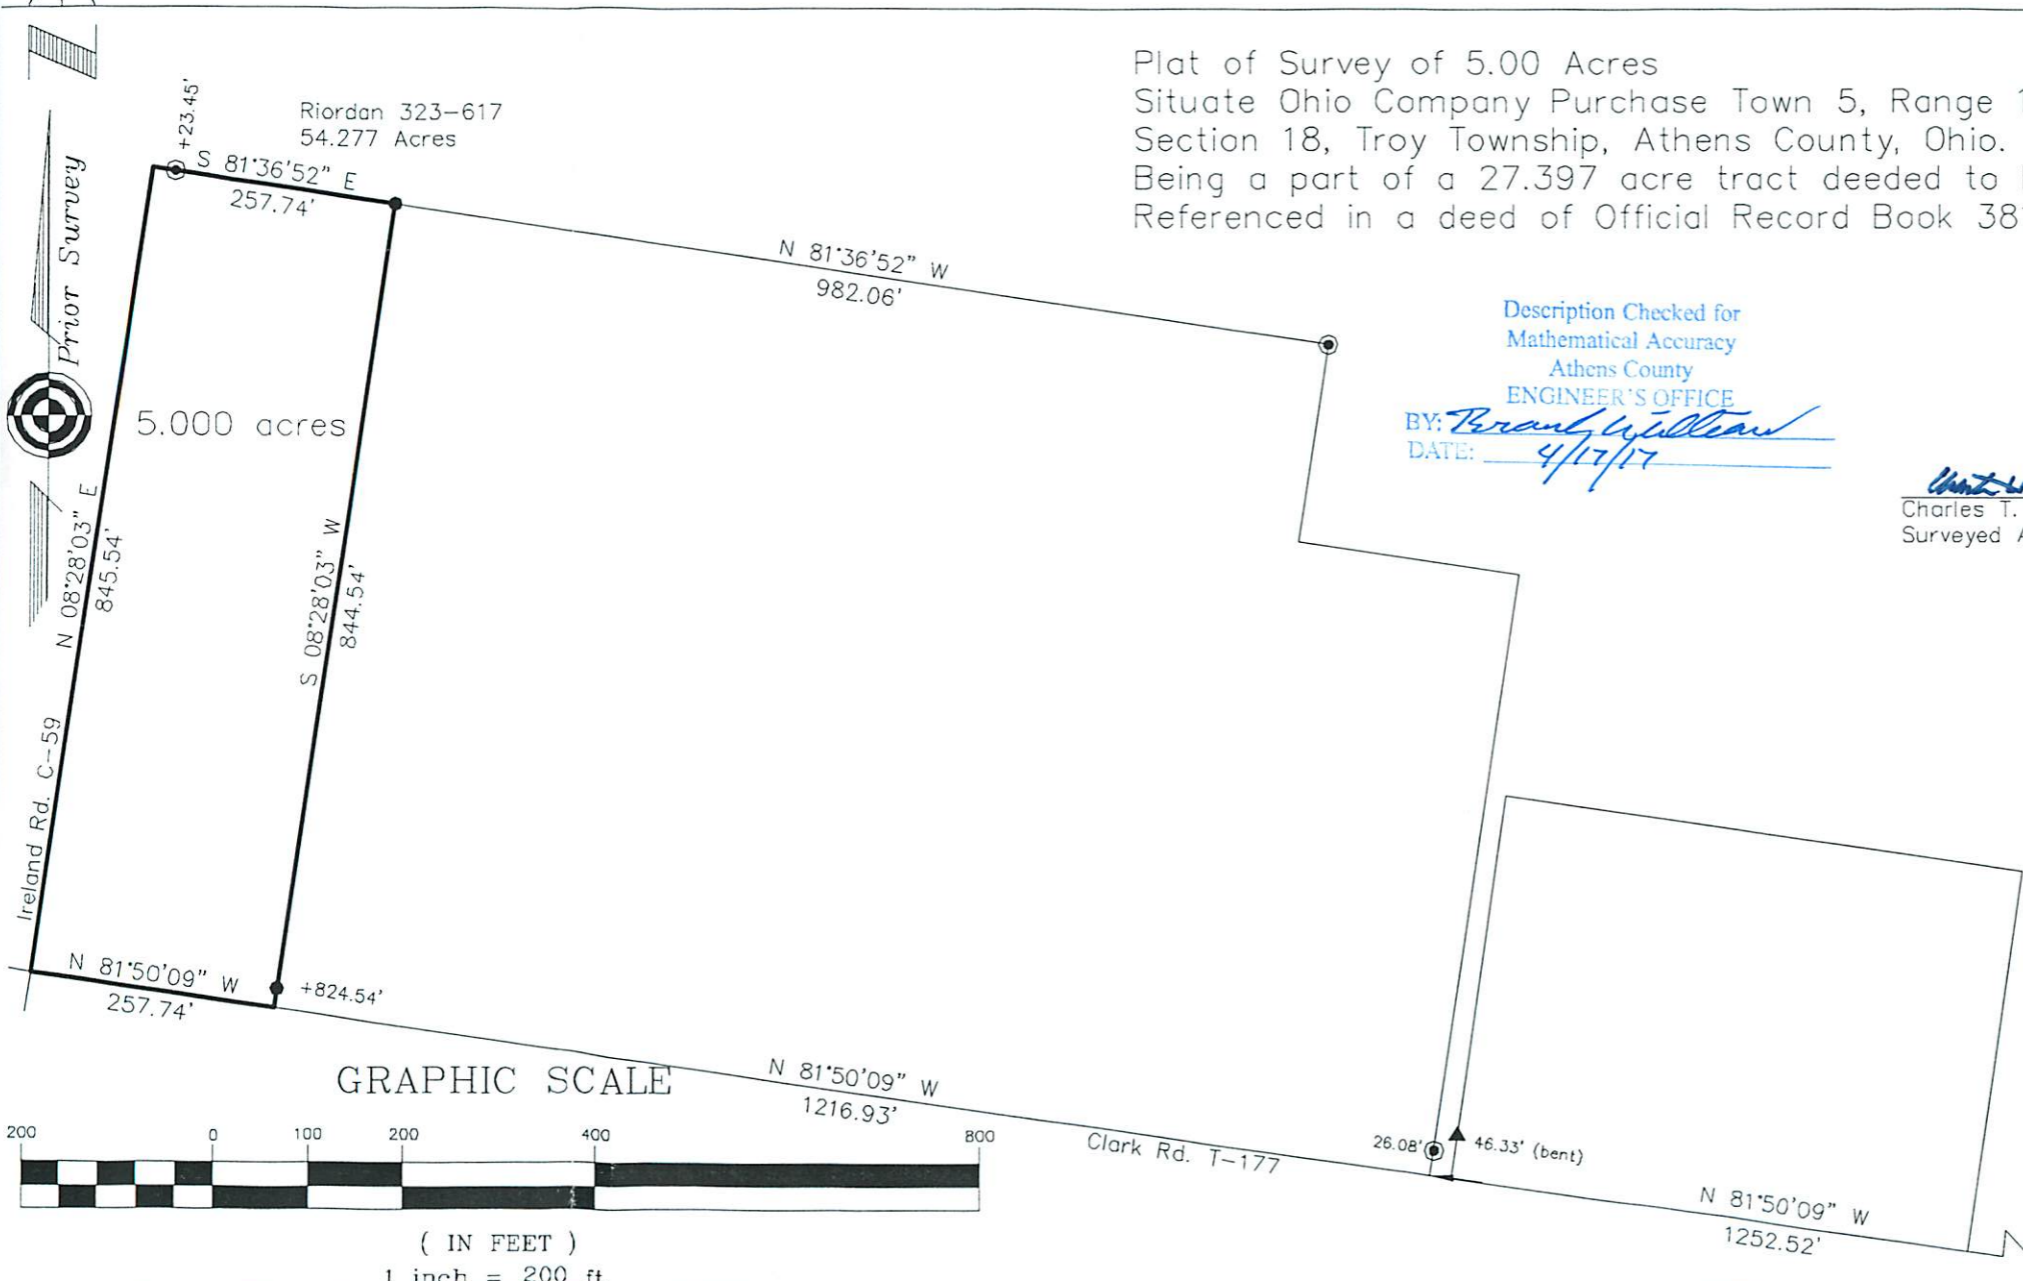 Plat of Survey of 5.00 Acres
Situate Ohio Company Purchase Town 5, Range
Section 18, Troy Township, Athens County, Ohio.
Being a part of a 27.397 acre tract deeded to
Referenced in a deed of Official Record Book
Prior Survey
+23.45'
Riordan 323-617
54.277 Acres
S 81°36'52" E
257.74'
N 81°36'52" W
982.06'
Description Checked for
Mathematical Accuracy
Athens County
ENGINEER'S OFFICE
BY:
DATE: 4/17/17
Charles T.
Surveyed
5.000 acres
N 08°28'03" E
845.54'
S 08°28'03" W
844.54'
Ireland Rd. C-59
N 81°50'09" W
257.74'
+824.54'
N 81°50'09" W
1216.93'
Clark Rd. T-177
26.08'
46.33' (bent)
N 81°50'09" W
1252.52'
GRAPHIC SCALE
200 0 100 200 400 800
( IN FEET )
1 inch = 200 ft